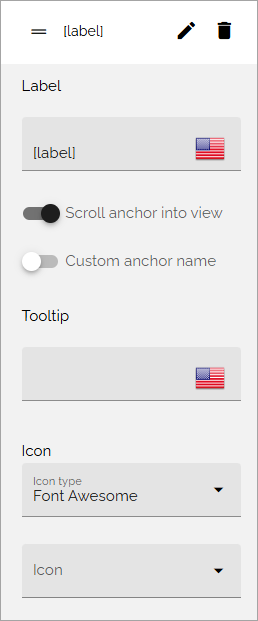 [label]
Label
[label]
Scroll anchor into view
Custom anchor name
Tooltip
Icon
Icon type
Font Awesome
Icon